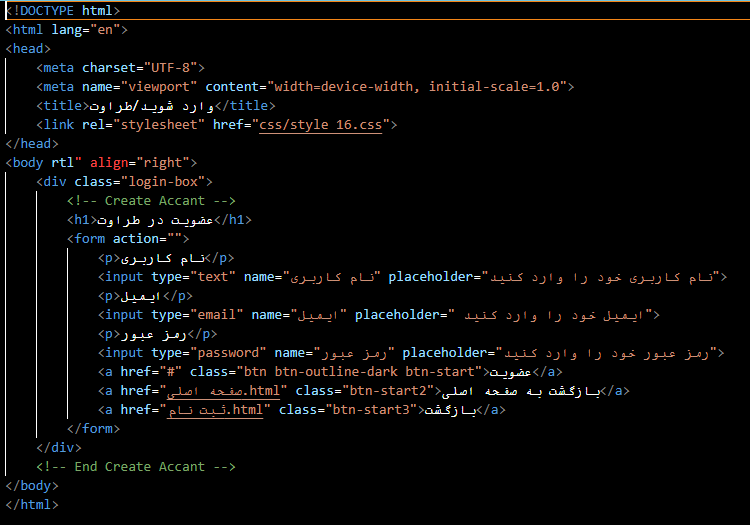 <!DOCTYPE html>
<html lang="en">
<head>
    <meta charset="UTF-8">
    <meta name="viewport" content="width=device-width, initial-scale=1.0">
    <title>وارد شوید/طراوت</title>
    <link rel="stylesheet" href="css/style 16.css">
</head>
<body rtl" align="right">
    <div class="login-box">
        <!-- Create Accant -->
        <h1>عضویت در طراوت</h1>
        <form action="">
            <p>نام کاربری</p>
            <input type="text" name="نام کاربری" placeholder="نام کاربری خود را وارد کنید">
            <p>ایمیل</p>
            <input type="email" name="ایمیل" placeholder=" ایمیل خود را وارد کنید">
            <p>رمز عبور</p>
            <input type="password" name="رمز عبور" placeholder="رمز عبور خود را وارد کنید">
            <a href="#" class="btn btn-outline-dark btn-start">عضویت</a>
            <a href="صفحه اصلی.html" class="btn-start2">بازگشت به صفحه اصلی</a>
            <a href="ثبت نام.html" class="btn-start3">بازگشت</a>
        </form>
    </div>
    <!-- End Create Accant -->
</body>
</html>